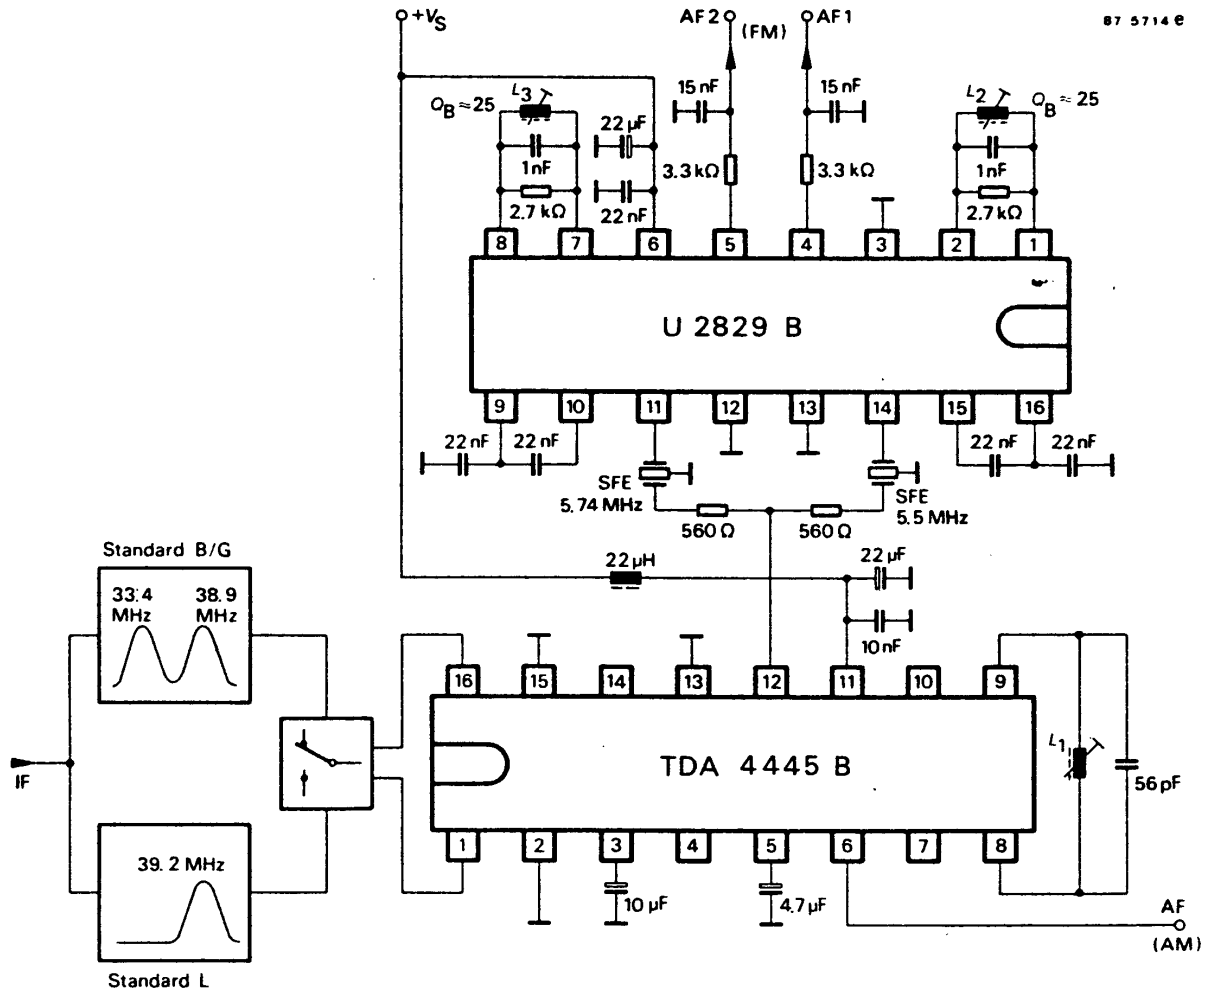 +VS
AF2
(FM)
AF1
87 5714 e
QB ≈ 25
L3
1 nF
2.7 kΩ
22 µF
22 nF
15 nF
3.3 kΩ
15 nF
3.3 kΩ
L2
QB ≈ 25
1 nF
2.7 kΩ
8 7 6 5 4 3 2 1
U 2829 B
9 10 11 12 13 14 15 16
22 nF 22 nF
SFE
5.74 MHz
560 Ω 560 Ω
SFE
5.5 MHz
22 nF 22 nF
22 µH
22 µF
10 nF
Standard B/G
33.4
MHz
38.9
MHz
IF
39.2 MHz
Standard L
16 15 14 13 12 11 10 9
TDA 4445 B
1 2 3 4 5 6 7 8
10 µF
4.7 µF
L1
56 pF
AF
(AM)